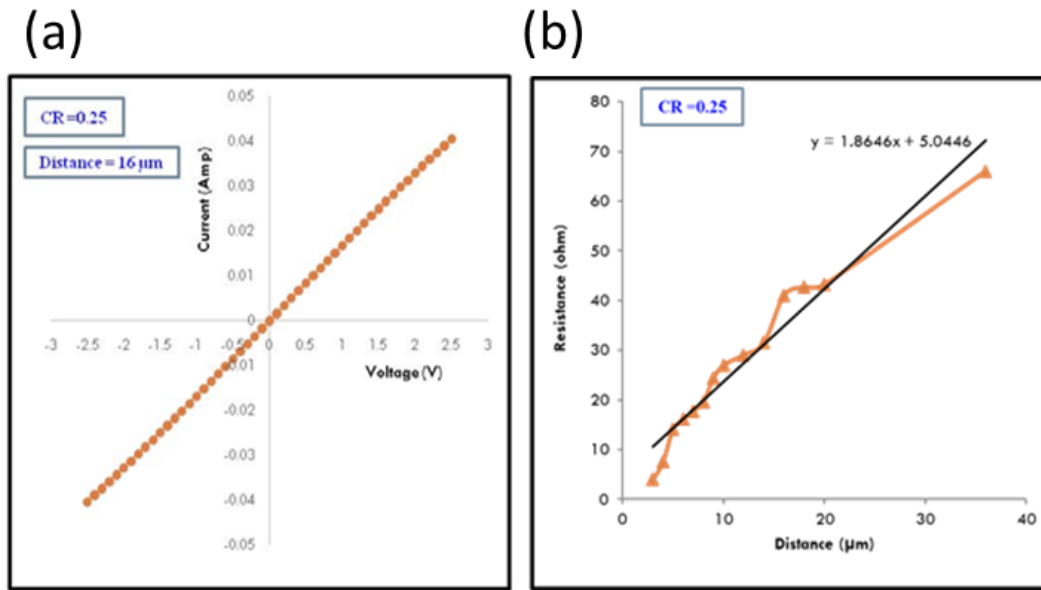 (a)
(b)
CR=0.25
Distance = 16 µm
Current (Amp)
0.05
0.04
0.03
0.02
0.01
0
-0.01
-0.02
-0.03
-0.04
-0.05
-3 -2.5 -2 -1.5 -1 -0.5 0 0.5 1 1.5 2 2.5 3
Voltage (V)
CR =0.25
y = 1.8646x + 5.0446
Resistance (ohm)
80
70
60
50
40
30
20
10
0
0 10 20 30 40
Distance (µm)